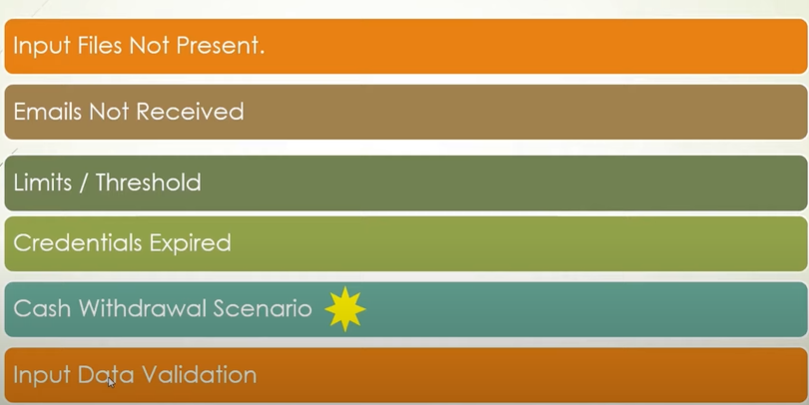 Input Files Not Present.
Emails Not Received
Limits / Threshold
Credentials Expired
Cash Withdrawal Scenario
Input Data Validation